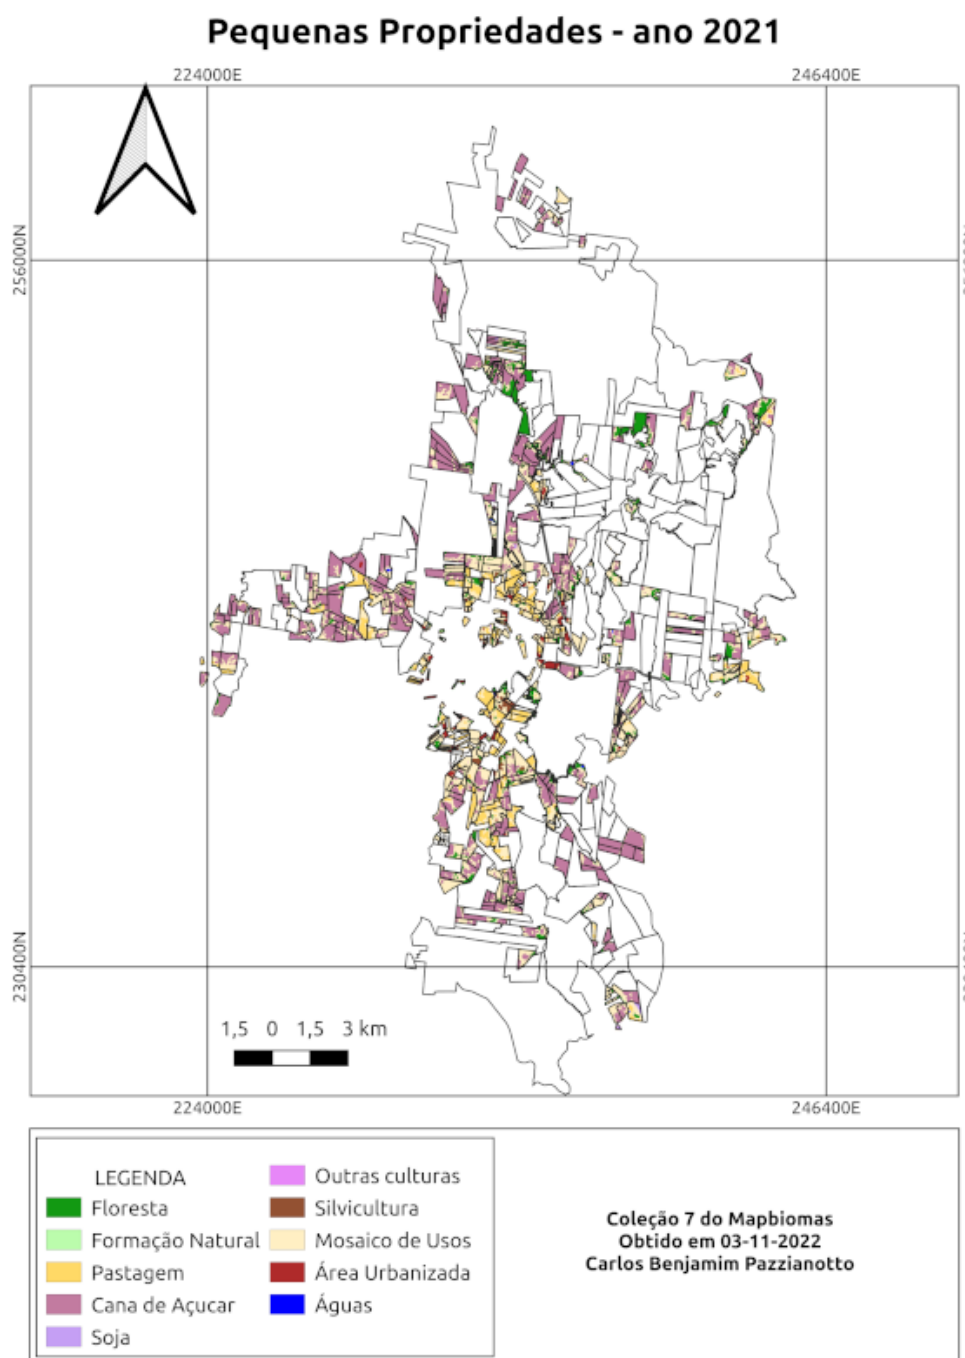 Pequenas Propriedades - ano 2021
224000E
246400E
256000N
230400N
1,5 0 1,5 3 km
224000E
246400E
LEGENDA
Floresta
Formação Natural
Pastagem
Cana de Açucar
Soja
Outras culturas
Silvicultura
Mosaico de Usos
Área Urbanizada
Águas
Coleção 7 do Mapbiomas
Obtido em 03-11-2022
Carlos Benjamim Pazzianotto